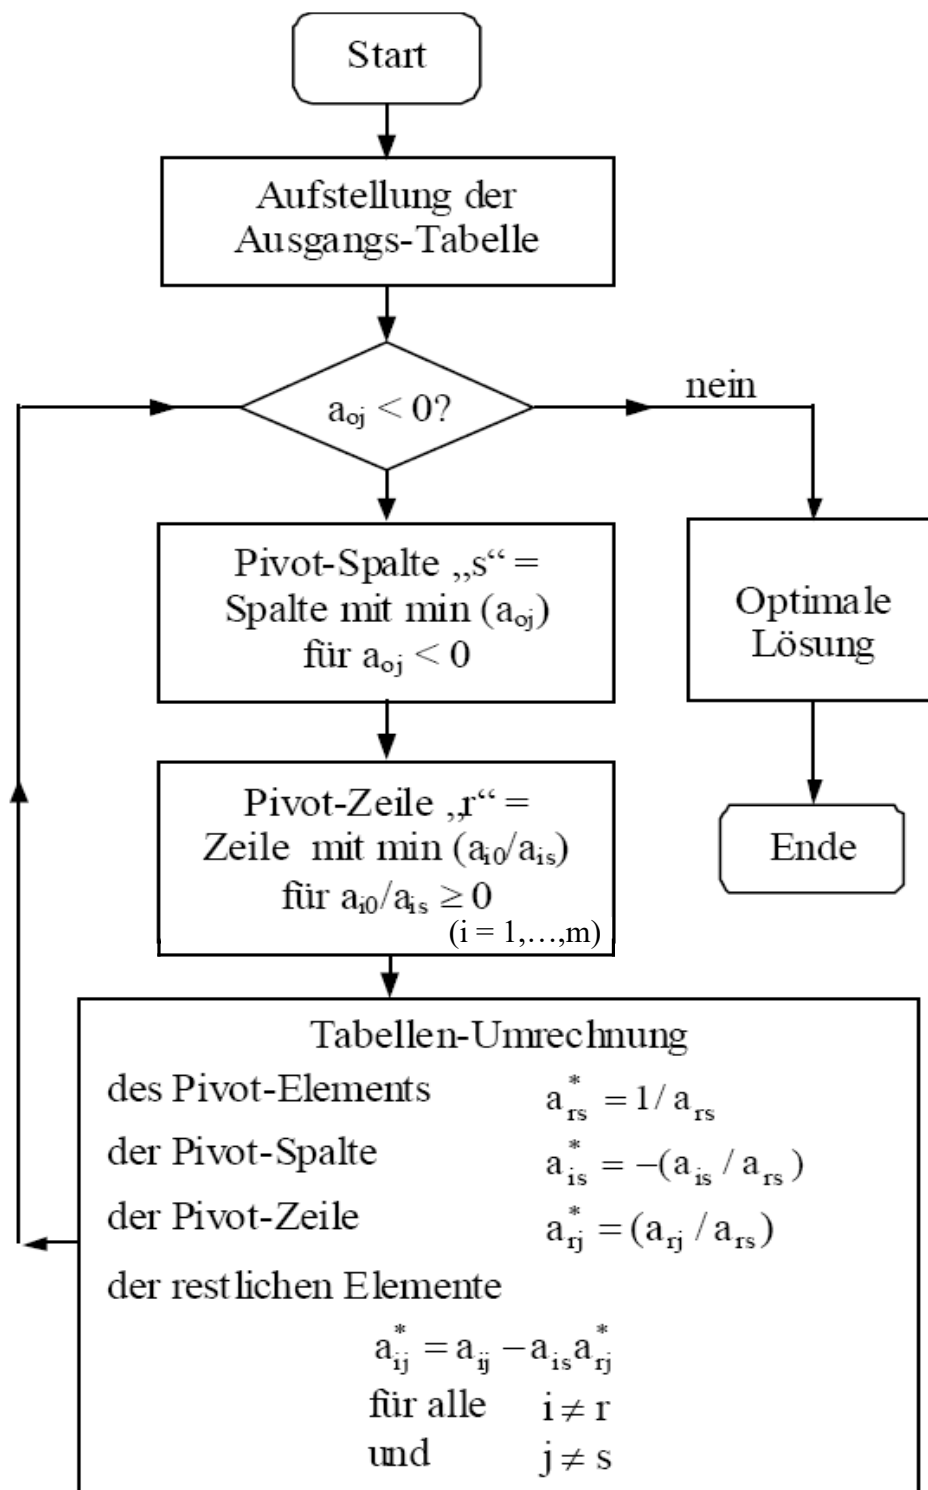 Start
Aufstellung der
Ausgangs-Tabelle
a_oj < 0?
nein
Pivot-Spalte „s“ =
Spalte mit min (a_oj)
für a_oj < 0
Optimale
Lösung
Pivot-Zeile „r“ =
Zeile mit min (a_i0/a_is)
für a_i0/a_is ≥ 0
(i = 1,…,m)
Ende
Tabellen-Umrechnung
des Pivot-Elements a*_rs = 1/ a_rs
der Pivot-Spalte a*_is = −(a_is / a_rs)
der Pivot-Zeile a*_rj = (a_rj / a_rs)
der restlichen Elemente
a*_ij = a_ij − a_is a*_rj
für alle i ≠ r
und j ≠ s